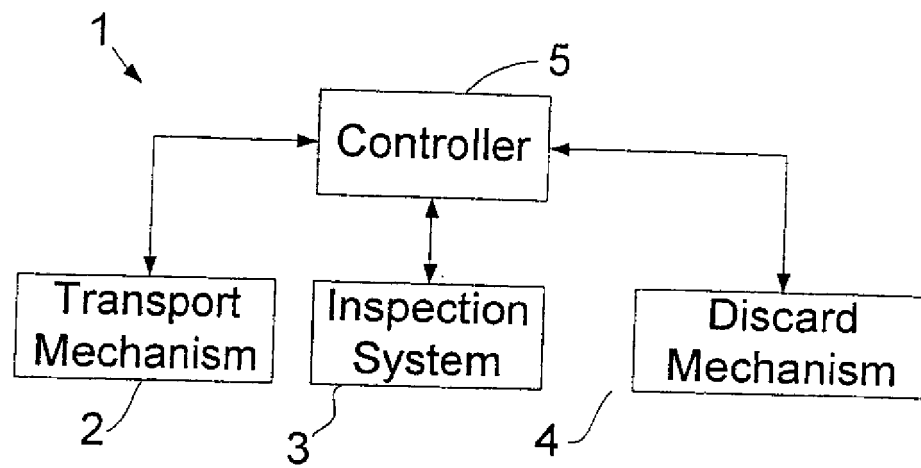 1
5
Controller
Transport
Mechanism
Inspection
System
Discard
Mechanism
2
3
4